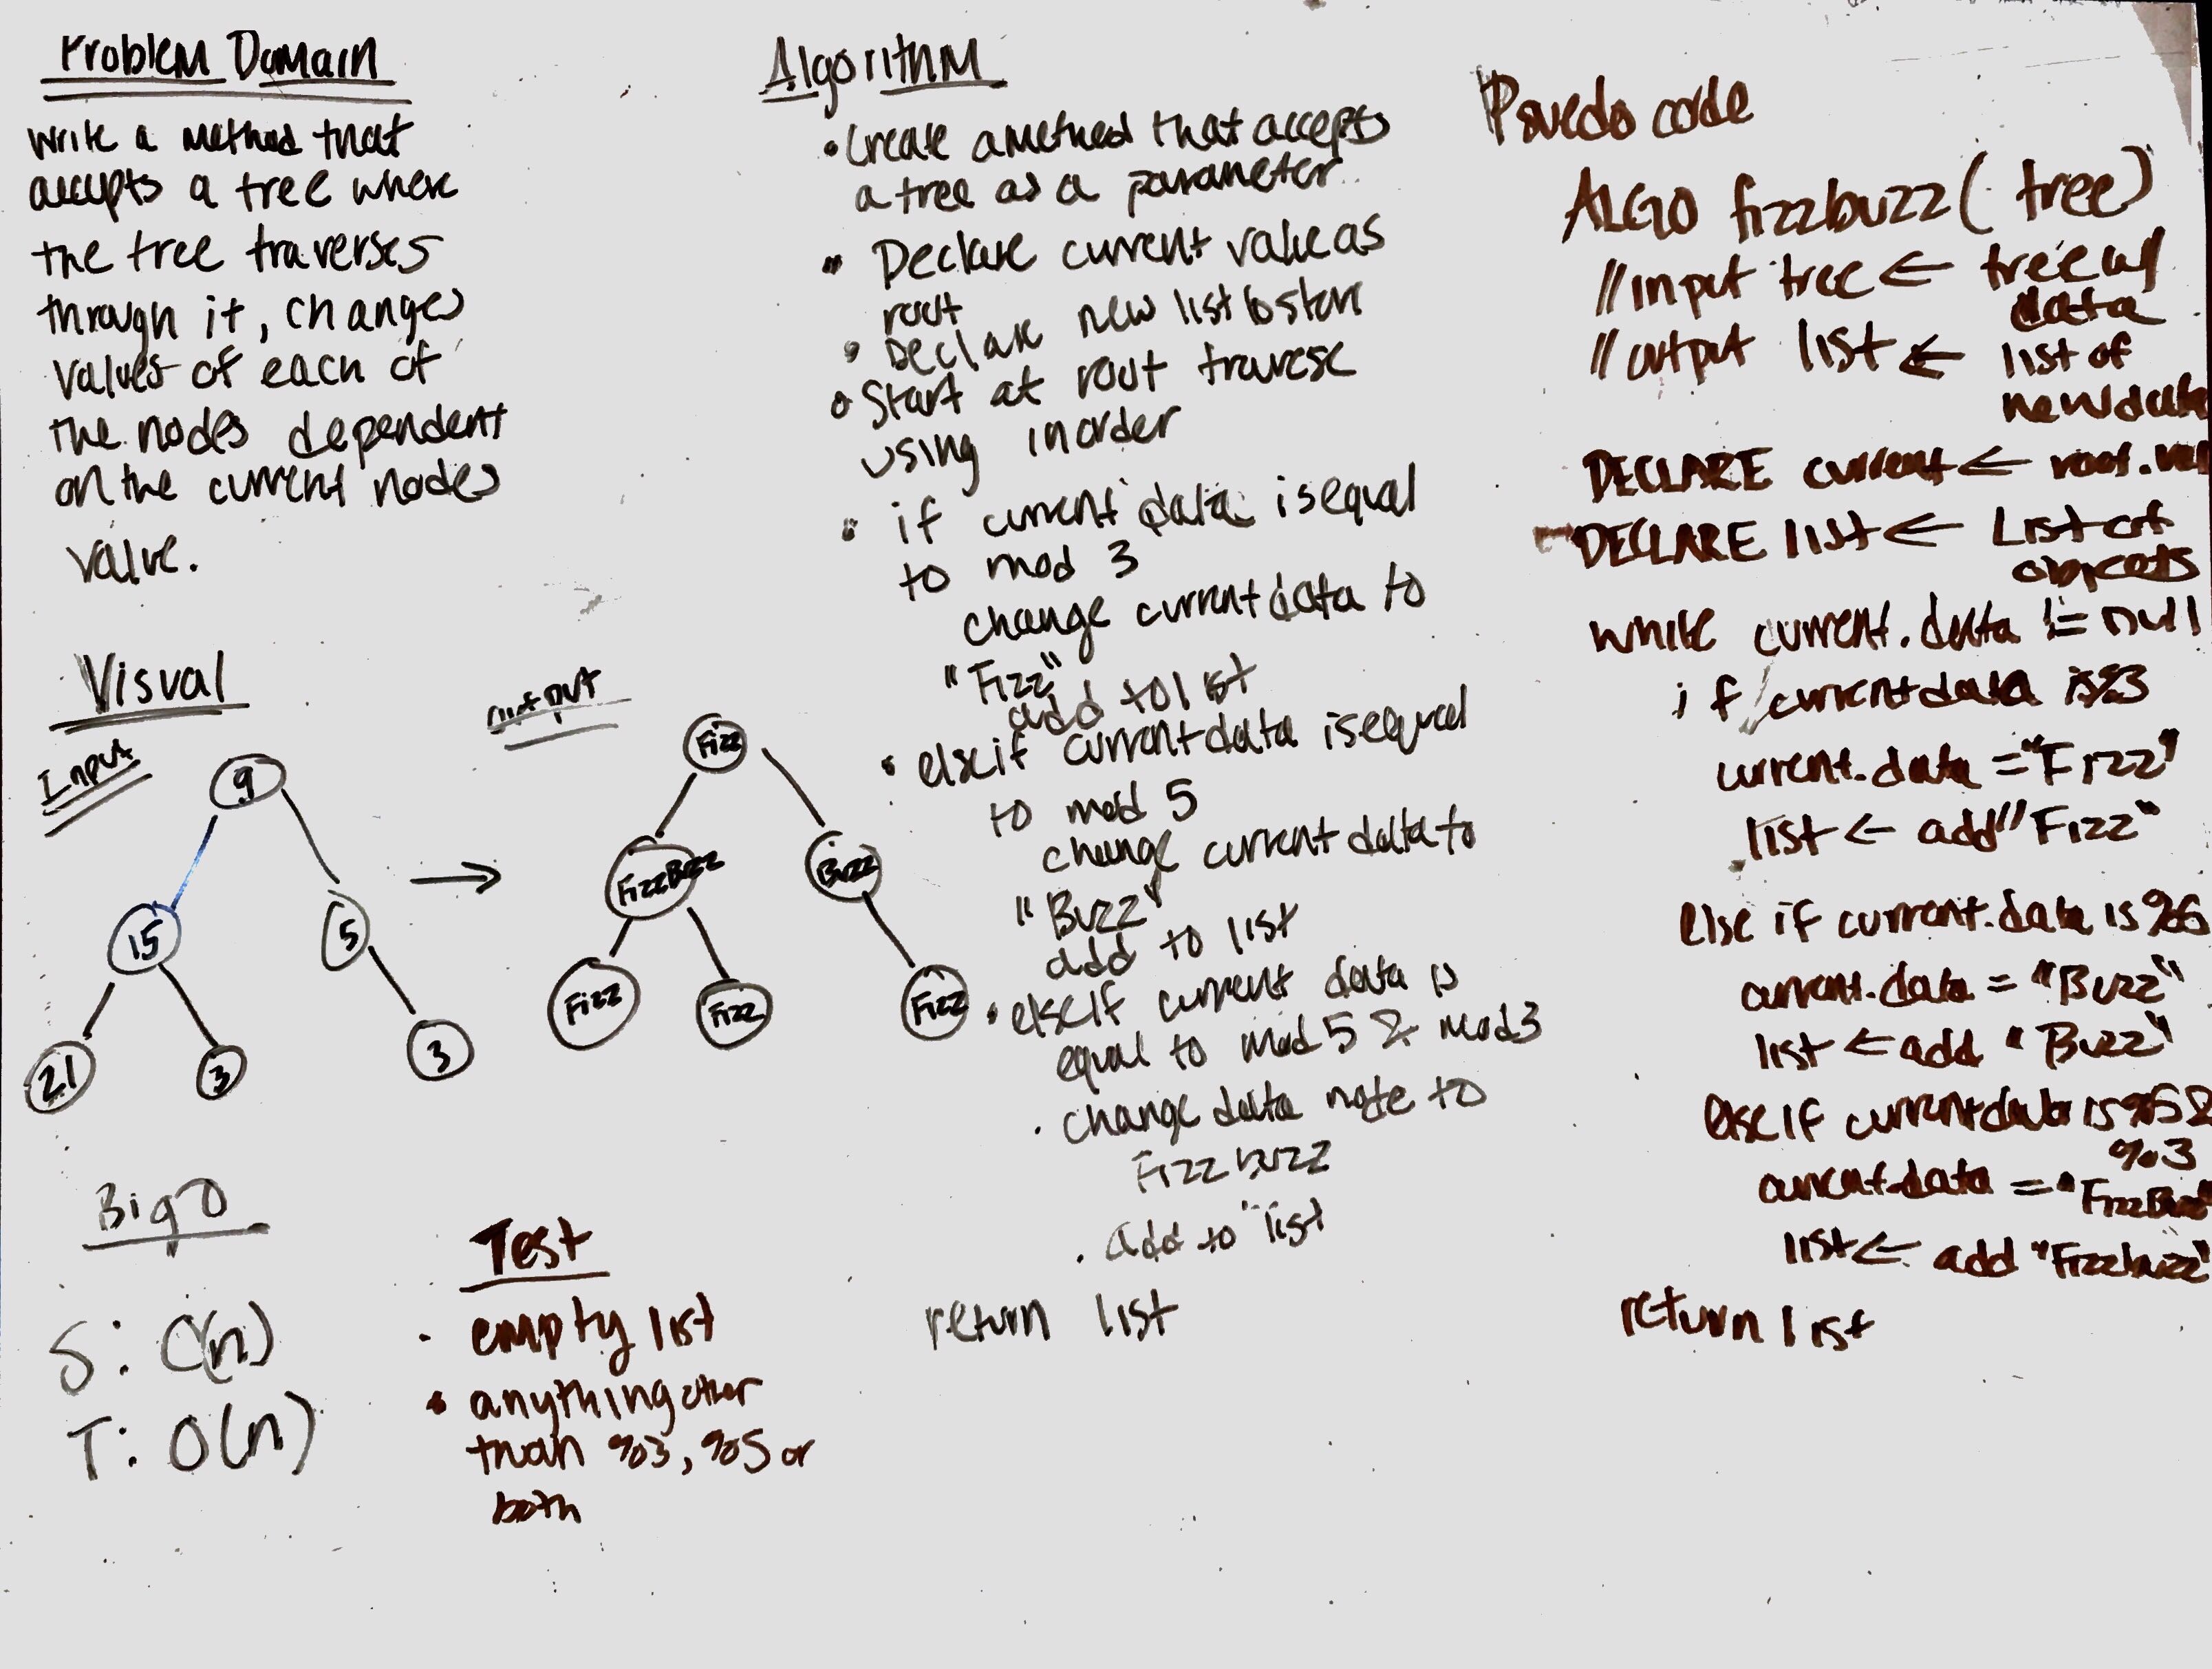 Problem Domain
write a method that
accepts a tree where
the tree traverses
through it, changes
values of each of
the nodes dependent
on the current nodes
value.
Visual
Input
9
15
5
21
3
3
output
Fizz
FizzBuzz
Buzz
Fizz
Fizz
Fizz
Big O
S: O(n)
T: O(n)
Test
• empty list
• anything other
than %3, %5 or
both
Algorithm
• Create a method that accepts
a tree as a parameter
• Declare current value as
root
• Declare new list to store
• Start at root traverse
using inorder
• if current data is equal
to mod 3
change current data to
"Fizz"
add to list
• else if current data is equal
to mod 5
change current data to
"Buzz"
add to list
• else if current data is
equal to mod 5 & mod 3
• change data note to
Fizz buzz
• add to list
return list
Psuedo code
ALGO fizzbuzz( tree)
// input tree ← tree w/
data
// output list ← list of
new data
DECLARE current ← root.val
DECLARE list ← List of
objects
while current.data != null
if current data is %3
current.data = "Fizz"
list ← add "Fizz"
else if current.data is %5
current.data = "Buzz"
list ← add "Buzz"
else if current data is %5 &
%3
current.data = "FizzBuzz"
list ← add "Fizzbuzz"
return list